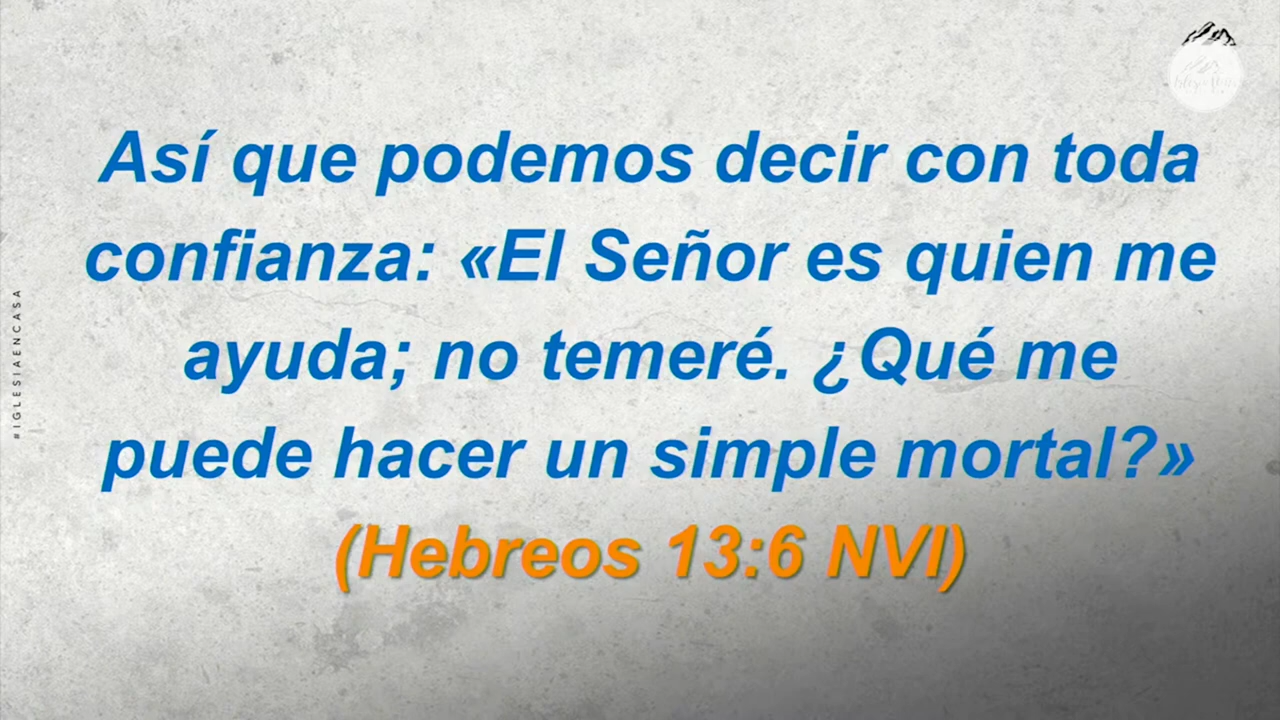 Así que podemos decir con toda
confianza: «El Señor es quien me
ayuda; no temeré. ¿Qué me
puede hacer un simple mortal?»
(Hebreos 13:6 NVI)
#IGLESIAENCASA